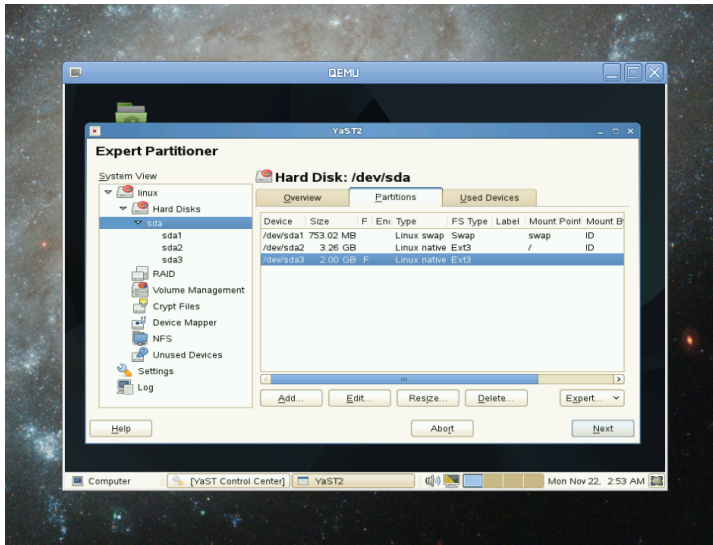 QEMU
YaST2
Expert Partitioner
System View
linux
Hard Disks
sda
sda1
sda2
sda3
RAID
Volume Management
Crypt Files
Device Mapper
NFS
Unused Devices
Settings
Log
Hard Disk: /dev/sda
Overview Partitions Used Devices
Device Size F Enc Type FS Type Label Mount Point Mount B
/dev/sda1 753.02 MB Linux swap Swap swap ID
/dev/sda2 3.26 GB Linux native Ext3 / ID
/dev/sda3 2.00 GB F Linux native Ext3
Add... Edit... Resize... Delete... Expert...
Help Abort Next
Computer [YaST Control Center] YaST2 Mon Nov 22, 2:53 AM